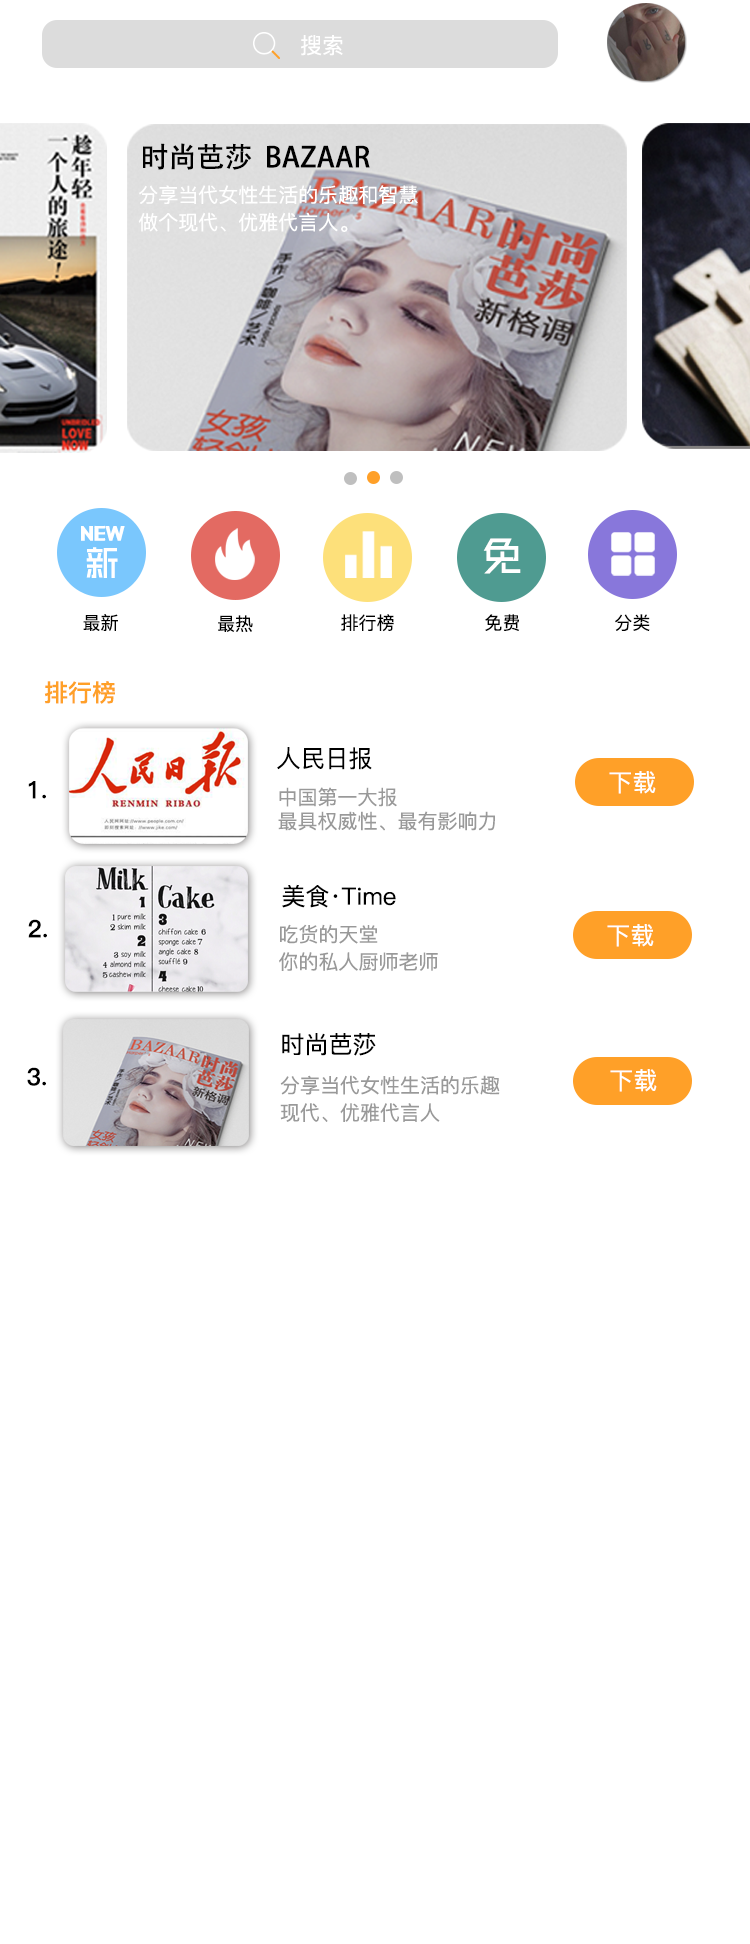 搜索
趁年轻
一个人的旅途！
UNBRIDLED
LOVE
NOW
时尚芭莎 BAZAAR
分享当代女性生活的乐趣和智慧
做个现代、优雅代言人。
BAZAAR时尚
芭莎
新格调
手作／咖啡／艺术
女孩
NEW
NEW
新
免
最新
最热
排行榜
免费
分类
排行榜
1.
人民日报
RENMIN RIBAO
人民日报
中国第一大报
最具权威性、最有影响力
下载
2.
Milk
1
1 pure milk
2 skim milk
2
3 soy milk
4 almond milk
5 cashew milk
Cake
3
chiffon cake 6
sponge cake 7
angle cake 8
soufflé 9
4
cheese cake 10
美食·Time
吃货的天堂
你的私人厨师老师
下载
3.
BAZAAR时尚
芭莎
新格调
女孩
时尚芭莎
分享当代女性生活的乐趣
现代、优雅代言人
下载